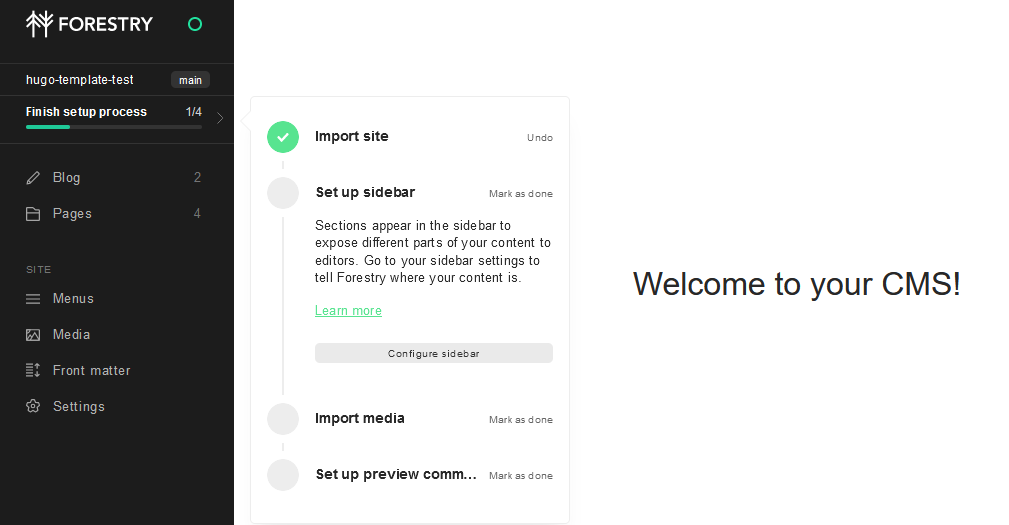 FORESTRY
hugo-template-test main
Finish setup process 1/4
Blog 2
Pages 4
SITE
Menus
Media
Front matter
Settings
Import site Undo
Set up sidebar Mark as done
Sections appear in the sidebar to
expose different parts of your content to
editors. Go to your sidebar settings to
tell Forestry where your content is.
Learn more
Configure sidebar
Import media Mark as done
Set up preview comm... Mark as done
Welcome to your CMS!